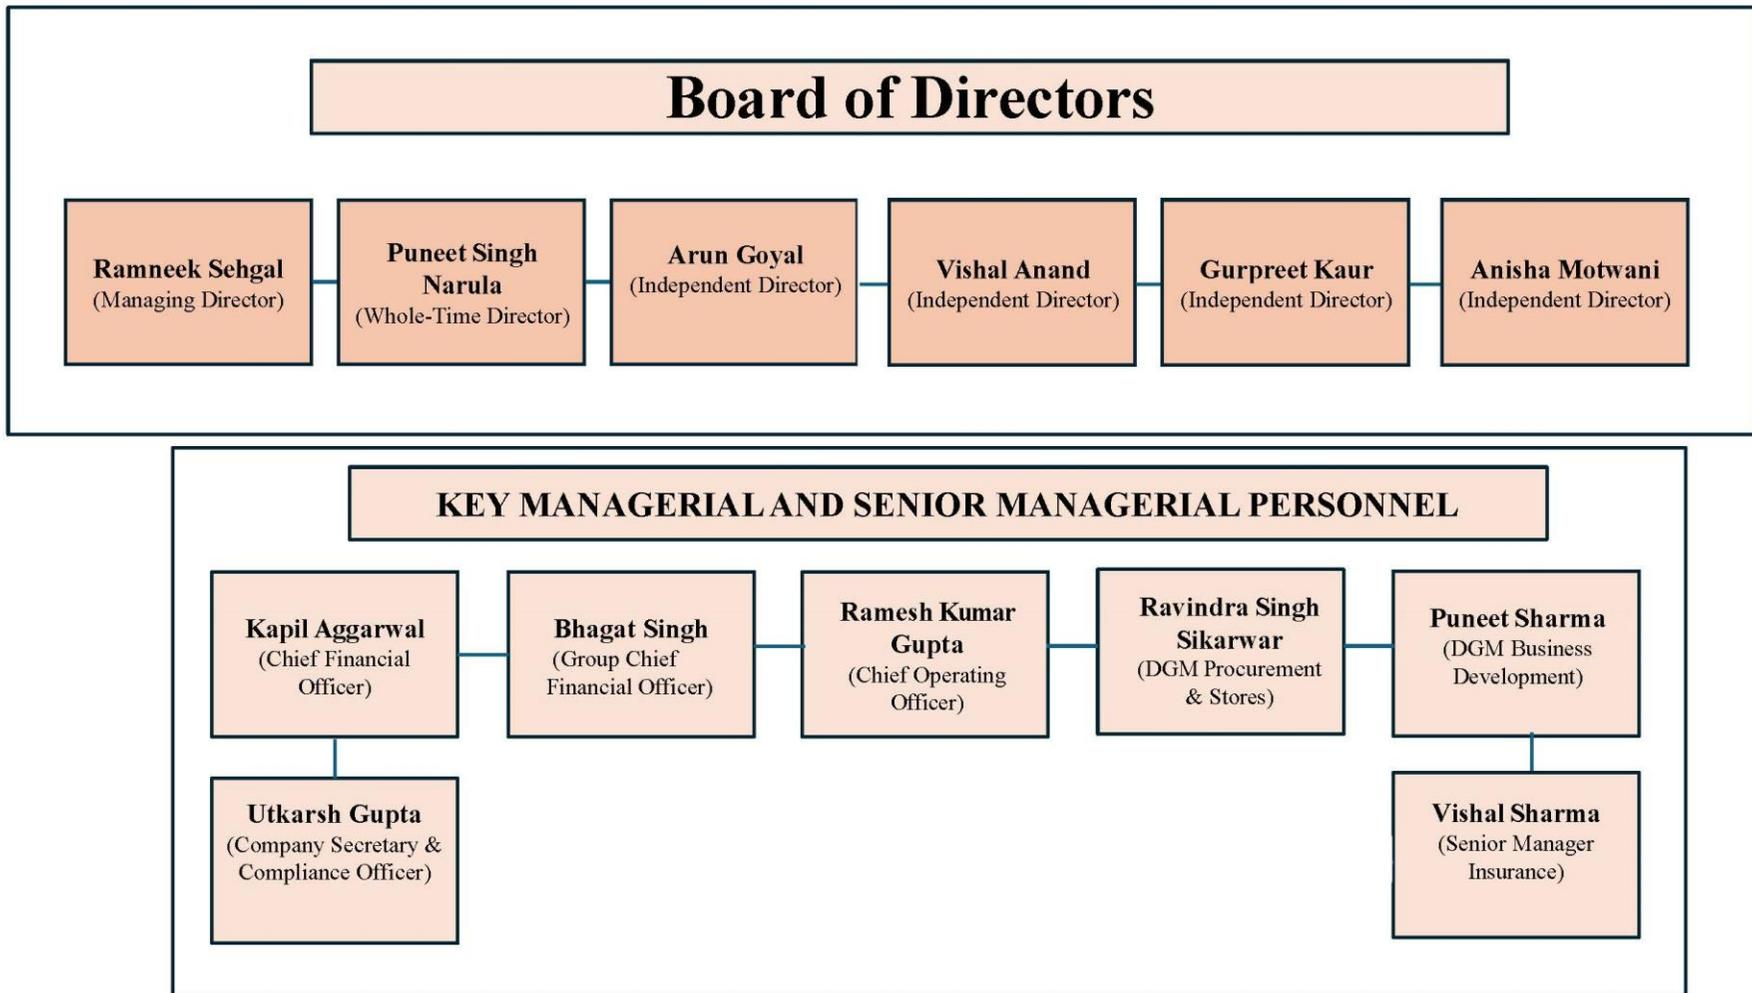 Board of Directors
Ramneek Sehgal
(Managing Director)
Puneet Singh
Narula
(Whole-Time Director)
Arun Goyal
(Independent Director)
Vishal Anand
(Independent Director)
Gurpreet Kaur
(Independent Director)
Anisha Motwani
(Independent Director)
KEY MANAGERIAL AND SENIOR MANAGERIAL PERSONNEL
Kapil Aggarwal
(Chief Financial
Officer)
Bhagat Singh
(Group Chief
Financial Officer)
Ramesh Kumar
Gupta
(Chief Operating
Officer)
Ravindra Singh
Sikarwar
(DGM Procurement
& Stores)
Puneet Sharma
(DGM Business
Development)
Utkarsh Gupta
(Company Secretary &
Compliance Officer)
Vishal Sharma
(Senior Manager
Insurance)